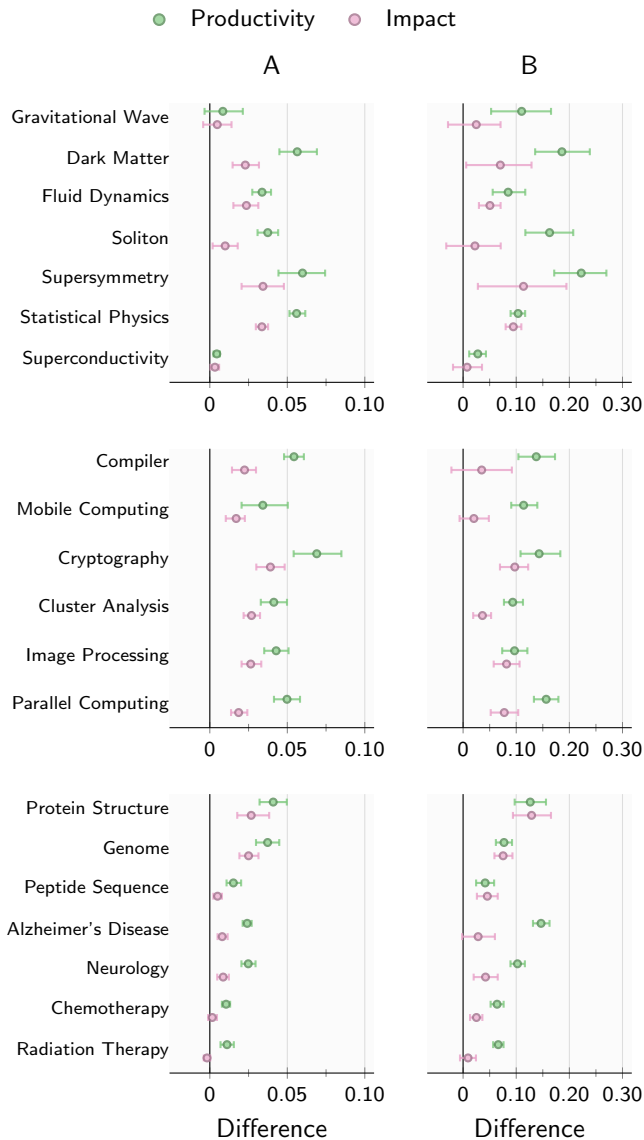 Productivity Impact
A B
Gravitational Wave
Dark Matter
Fluid Dynamics
Soliton
Supersymmetry
Statistical Physics
Superconductivity
0 0.05 0.10 0 0.10 0.20 0.30
Compiler
Mobile Computing
Cryptography
Cluster Analysis
Image Processing
Parallel Computing
0 0.05 0.10 0 0.10 0.20 0.30
Protein Structure
Genome
Peptide Sequence
Alzheimer's Disease
Neurology
Chemotherapy
Radiation Therapy
0 0.05 0.10 0 0.10 0.20 0.30
Difference Difference